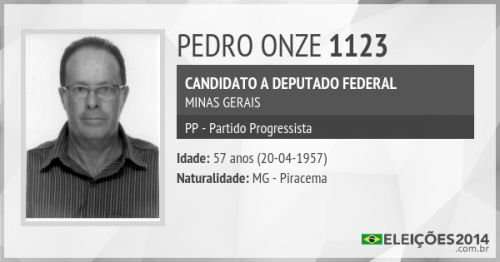 PEDRO ONZE 1123
CANDIDATO A DEPUTADO FEDERAL
MINAS GERAIS
PP - Partido Progressista
Idade: 57 anos (20-04-1957)
Naturalidade: MG - Piracema
ELEIÇÕES2014
.com.br